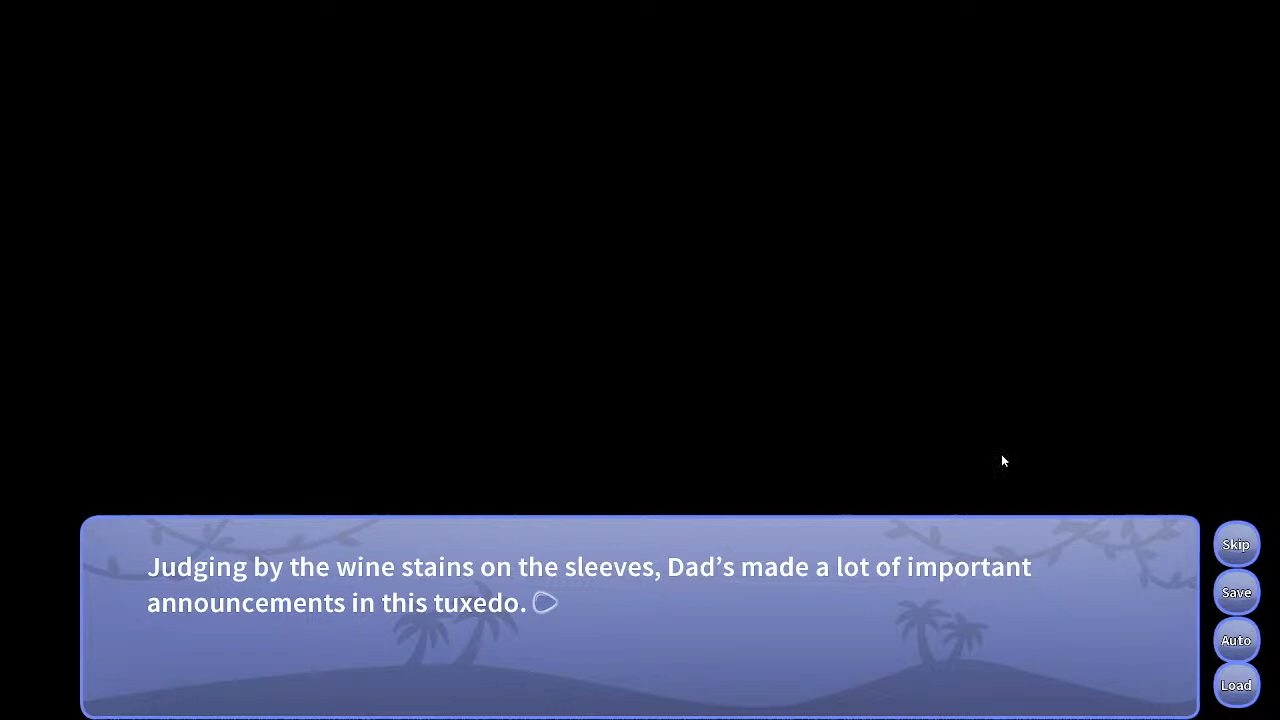 Judging by the wine stains on the sleeves, Dad’s made a lot of important
announcements in this tuxedo.
Skip
Save
Auto
Load